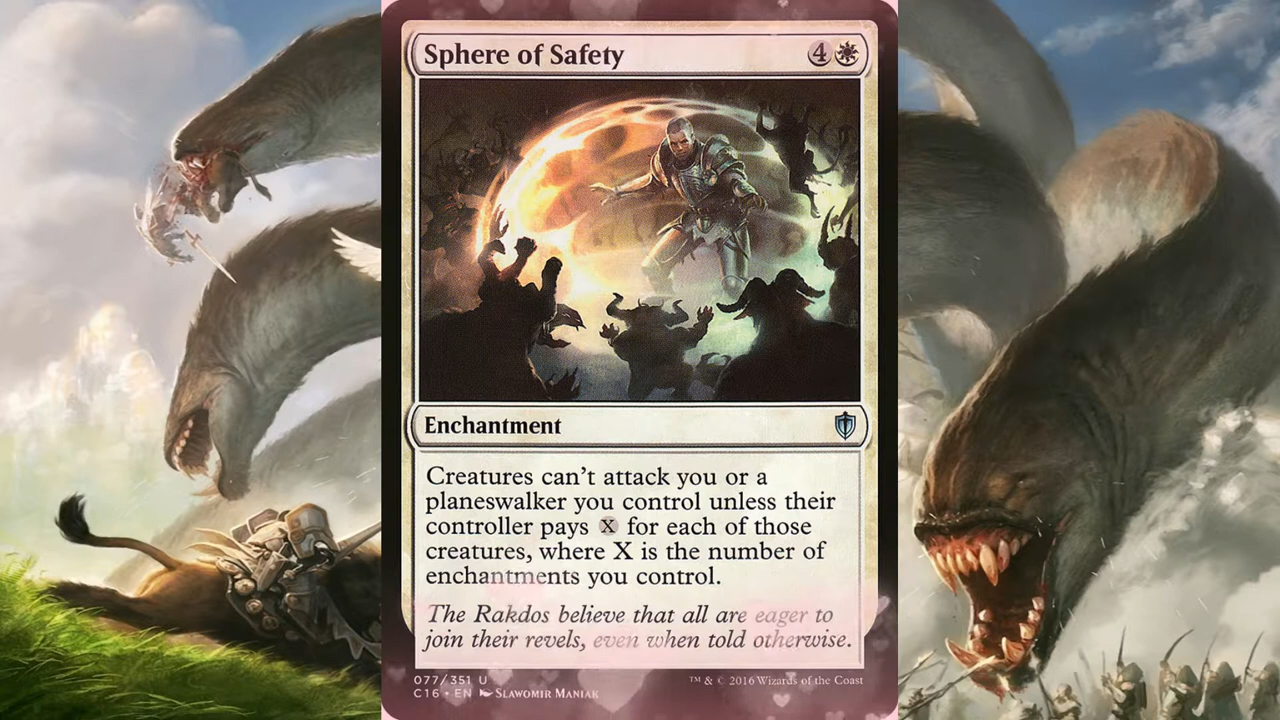 Sphere of Safety 4
Enchantment
Creatures can't attack you or a
planeswalker you control unless their
controller pays X for each of those
creatures, where X is the number of
enchantments you control.
The Rakdos believe that all are eager to
join their revels, even when told otherwise.
077/351 U
C16 • EN Slawomir Maniak
™ & © 2016 Wizards of the Coast